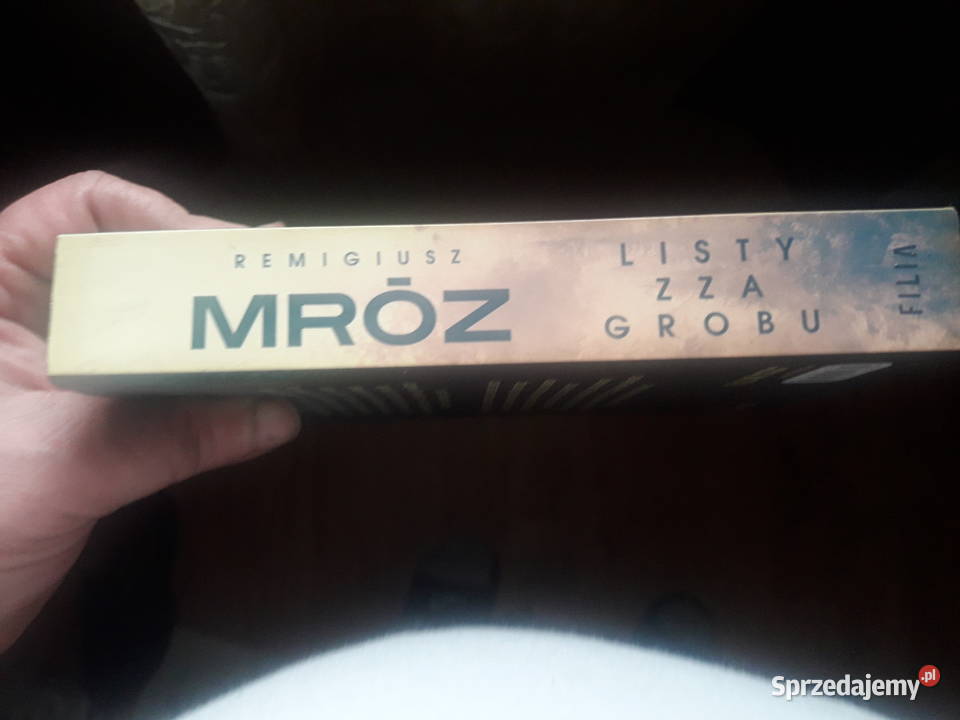 REMIGIUSZ
MRÓZ
LISTY
ZZA
GROBU
FILIA
Sprzedajemy.pl